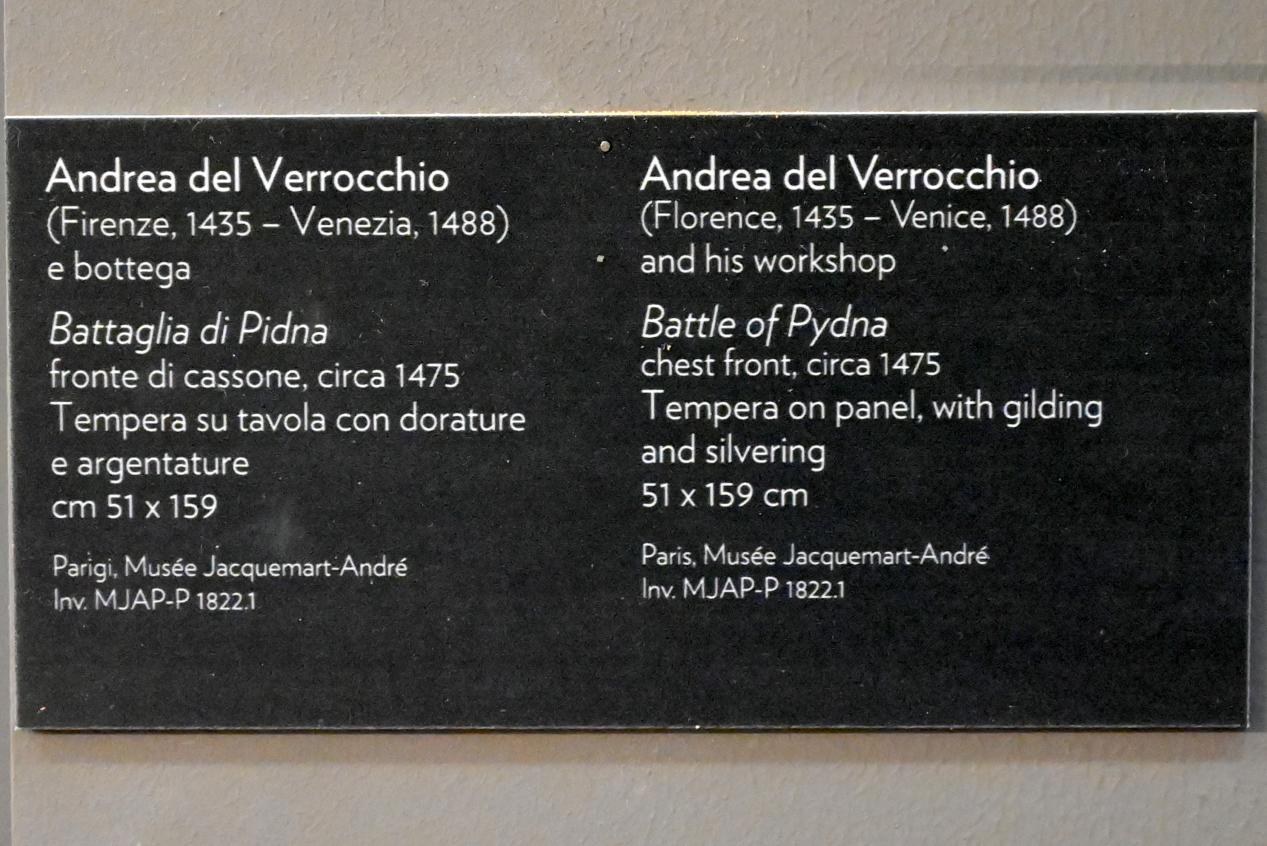 Andrea del Verrocchio
(Firenze, 1435 – Venezia, 1488)
e bottega
Battaglia di Pidna
fronte di cassone, circa 1475
Tempera su tavola con dorature
e argentature
cm 51 x 159
Parigi, Musée Jacquemart-André
Inv. MJAP-P 1822.1
Andrea del Verrocchio
(Florence, 1435 – Venice, 1488)
and his workshop
Battle of Pydna
chest front, circa 1475
Tempera on panel, with gilding
and silvering
51 x 159 cm
Paris, Musée Jacquemart-André
Inv. MJAP-P 1822.1